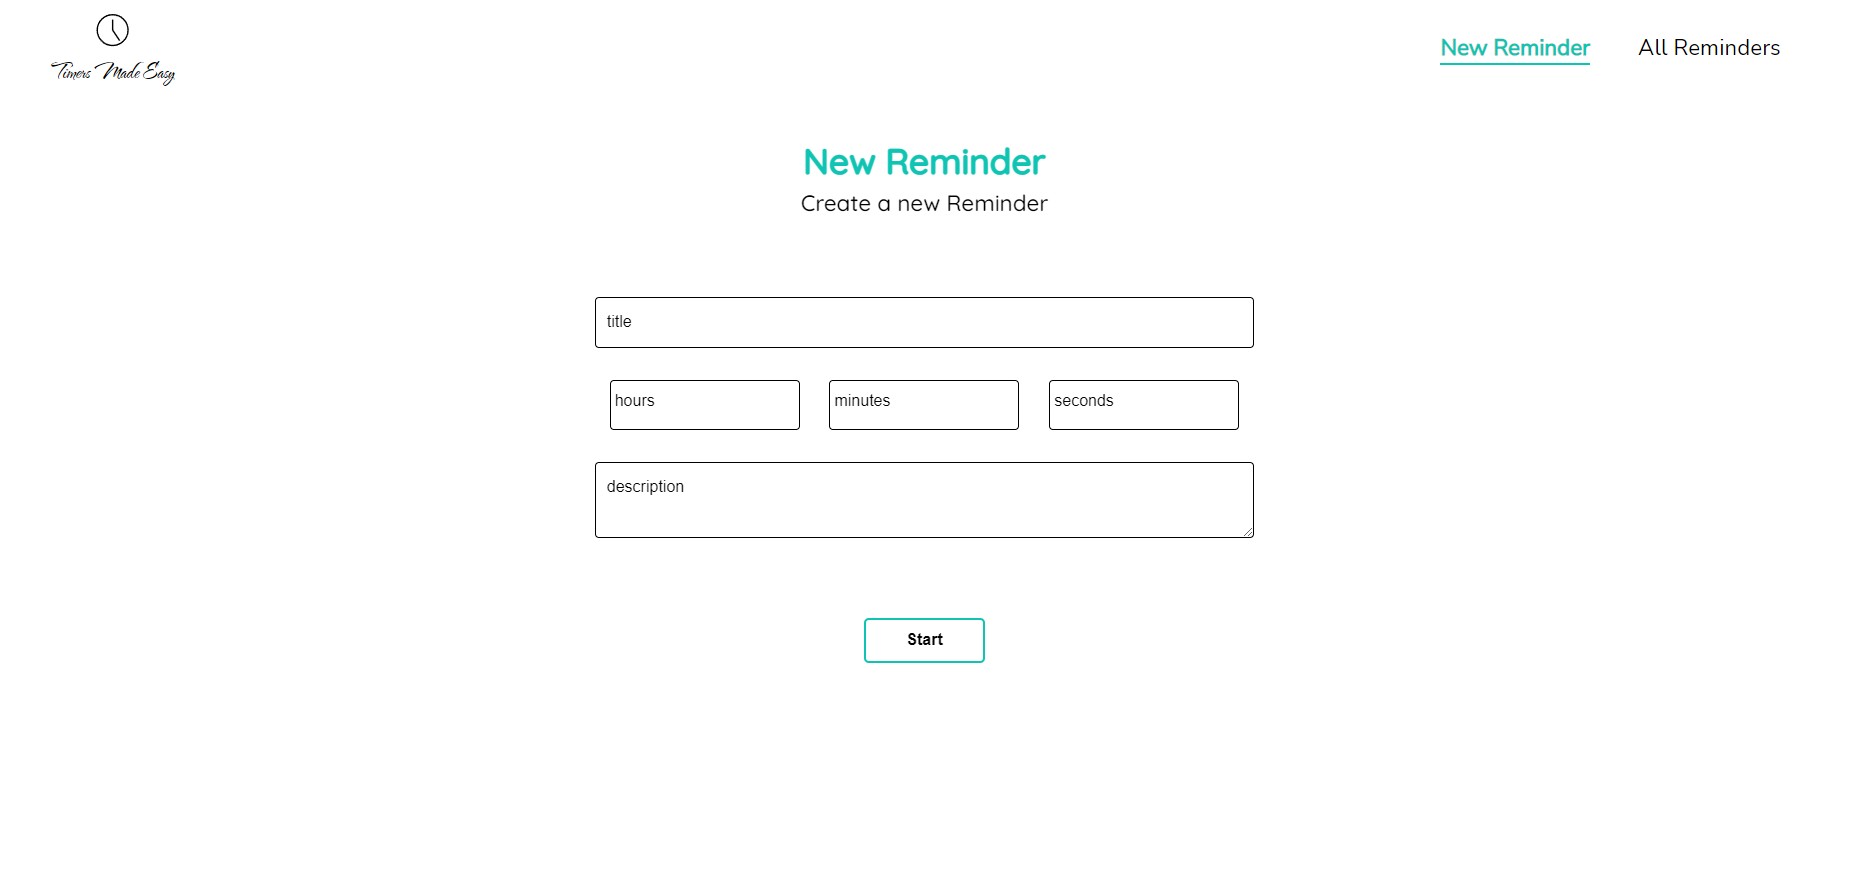 Timers Made Easy
New Reminder
All Reminders
New Reminder
Create a new Reminder
title
hours
minutes
seconds
description
Start